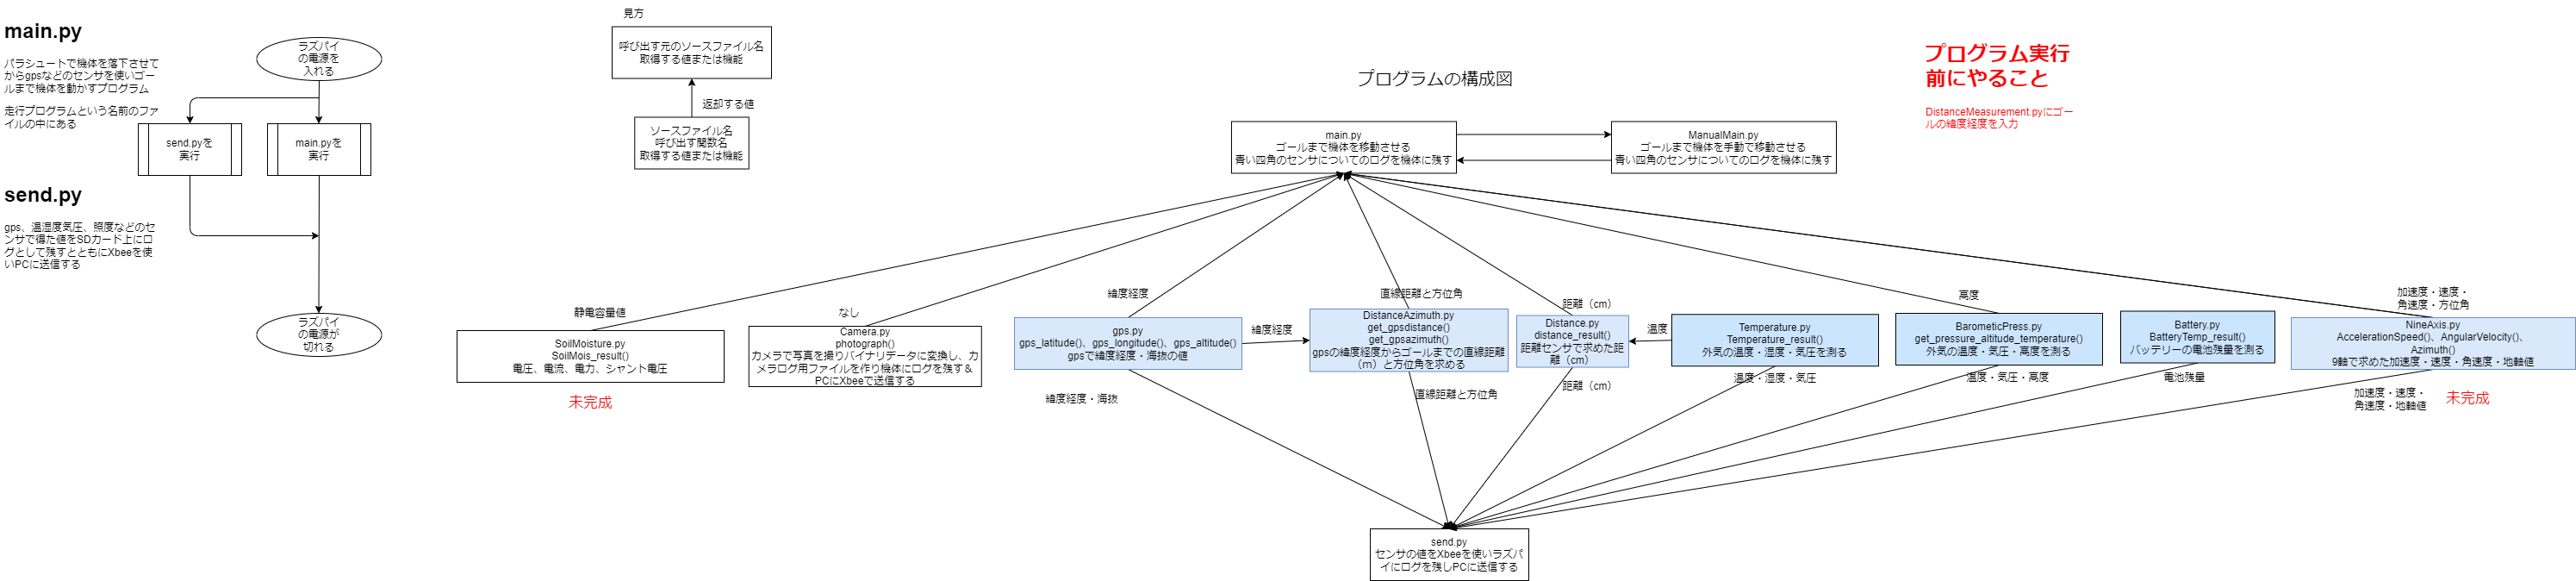 main.py
パラシュートで機体を落下させて
からgpsなどのセンサを使いゴー
ルまで機体を動かすプログラム
走行プログラムという名前のファ
イルの中にある
send.py
gps、温湿度気圧、照度などのセ
ンサで得た値をSDカード上にロ
グとして残すとともにXbeeを使
いPCに送信する
ラズパイ
の電源を
入れる
send.pyを
実行
main.pyを
実行
ラズパイ
の電源が
切れる
見方
呼び出す元のソースファイル名
取得する値または機能
返却する値
ソースファイル名
呼び出す関数名
取得する値または機能
プログラムの構成図
プログラム実行
前にやること
DistanceMeasurement.pyにゴー
ルの緯度経度を入力
main.py
ゴールまで機体を移動させる
青い四角のセンサについてのログを機体に残す
ManualMain.py
ゴールまで機体を手動で移動させる
青い四角のセンサについてのログを機体に残す
静電容量値
なし
緯度経度
直線距離と方位角
距離（cm）
高度
加速度・速度・
角速度・方位角
SoilMoisture.py
SoilMois_result()
電圧、電流、電力、シャント電圧
未完成
Camera.py
photograph()
カメラで写真を撮りバイナリデータに変換し、カ
メラログ用ファイルを作り機体にログを残す＆
PCにXbeeで送信する
gps.py
gps_latitude()、gps_longitude()、gps_altitude()
gpsで緯度経度・海抜の値
緯度経度
DistanceAzimuth.py
get_gpsdistance()
get_gpsazimuth()
gpsの緯度経度からゴールまでの直線距離
（m）と方位角を求める
Distance.py
distance_result()
距離センサで求めた距
離（cm）
温度
Temperature.py
Temperature_result()
外気の温度・湿度・気圧を測る
BarometicPress.py
get_pressure_altitude_temperature()
外気の温度・気圧・高度を測る
Battery.py
BatteryTemp_result()
バッテリーの電池残量を測る
NineAxis.py
AccelerationSpeed()、AngularVelocity()、
Azimuth()
9軸で求めた加速度・速度・角速度・地軸値
緯度経度・海抜
直線距離と方位角
距離（cm）
温度・湿度・気圧
温度・気圧・高度
電池残量
加速度・速度・
角速度・地軸値
未完成
send.py
センサの値をXbeeを使いラズパ
イにログを残しPCに送信する